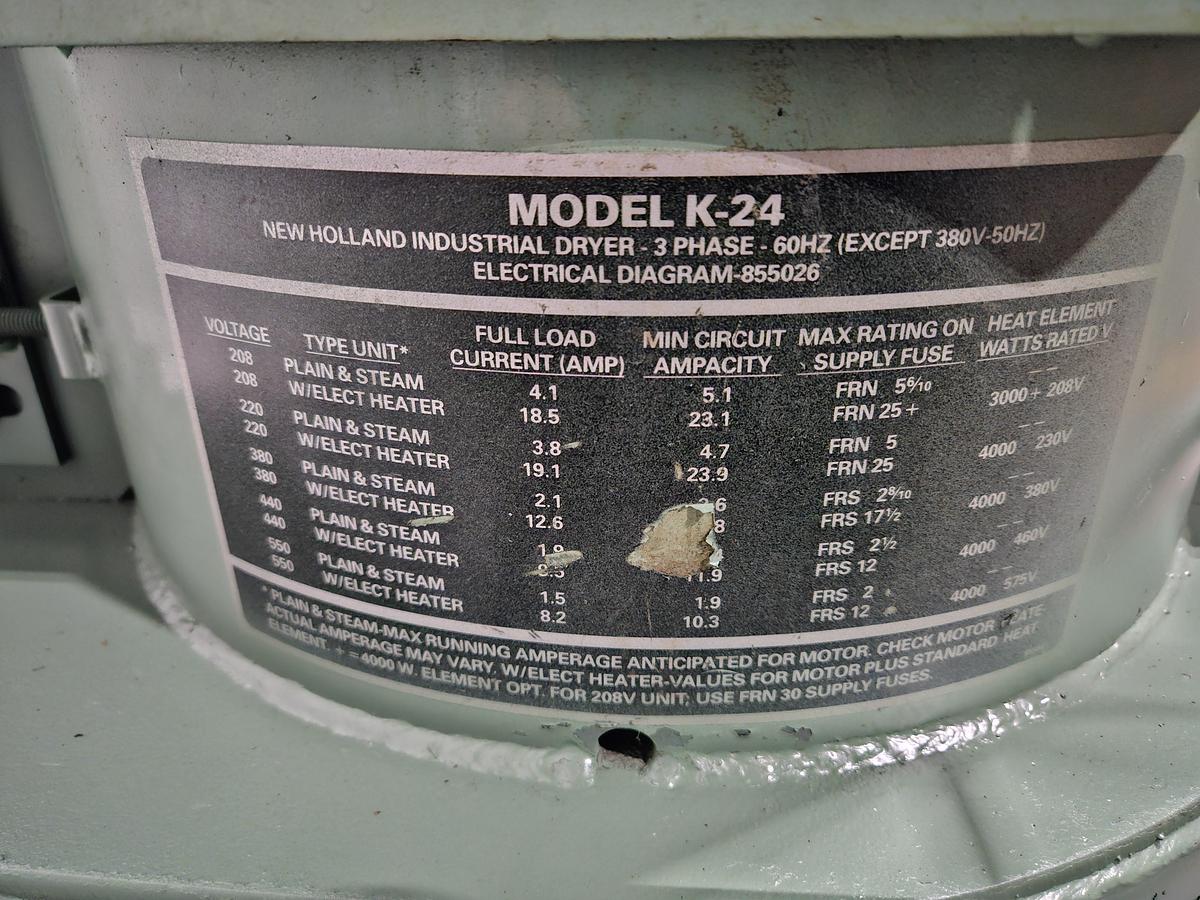 MODEL K-24
NEW HOLLAND INDUSTRIAL DRYER - 3 PHASE - 60HZ (EXCEPT 380V-50HZ)
ELECTRICAL DIAGRAM-855026
VOLTAGE TYPE UNIT* FULL LOAD CURRENT (AMP) MIN CIRCUIT AMPACITY MAX RATING ON SUPPLY FUSE HEAT ELEMENT WATTS RATED V
208 PLAIN & STEAM 4.1 5.1 FRN 5 6/10 --
208 W/ELECT HEATER 18.5 23.1 FRN 25 + 3000 + 208V
220 PLAIN & STEAM 3.8 4.7 FRN 5 --
220 W/ELECT HEATER 19.1 23.9 FRN 25 4000 230V
380 PLAIN & STEAM 2.1 FRS 2 8/10 --
380 W/ELECT HEATER 12.6 FRS 17½ 4000 380V
440 PLAIN & STEAM FRS 2½ --
440 W/ELECT HEATER FRS 12 4000 460V
550 PLAIN & STEAM 1.5 1.9 FRS 2 --
550 W/ELECT HEATER 8.2 10.3 FRS 12 4000 575V
* PLAIN & STEAM-MAX RUNNING AMPERAGE ANTICIPATED FOR MOTOR. CHECK MOTOR PLATE
ACTUAL AMPERAGE MAY VARY. W/ELECT HEATER-VALUES FOR MOTOR PLUS STANDARD HEAT
ELEMENT. + = 4000 W. ELEMENT OPT. FOR 208V UNIT, USE FRN 30 SUPPLY FUSES.